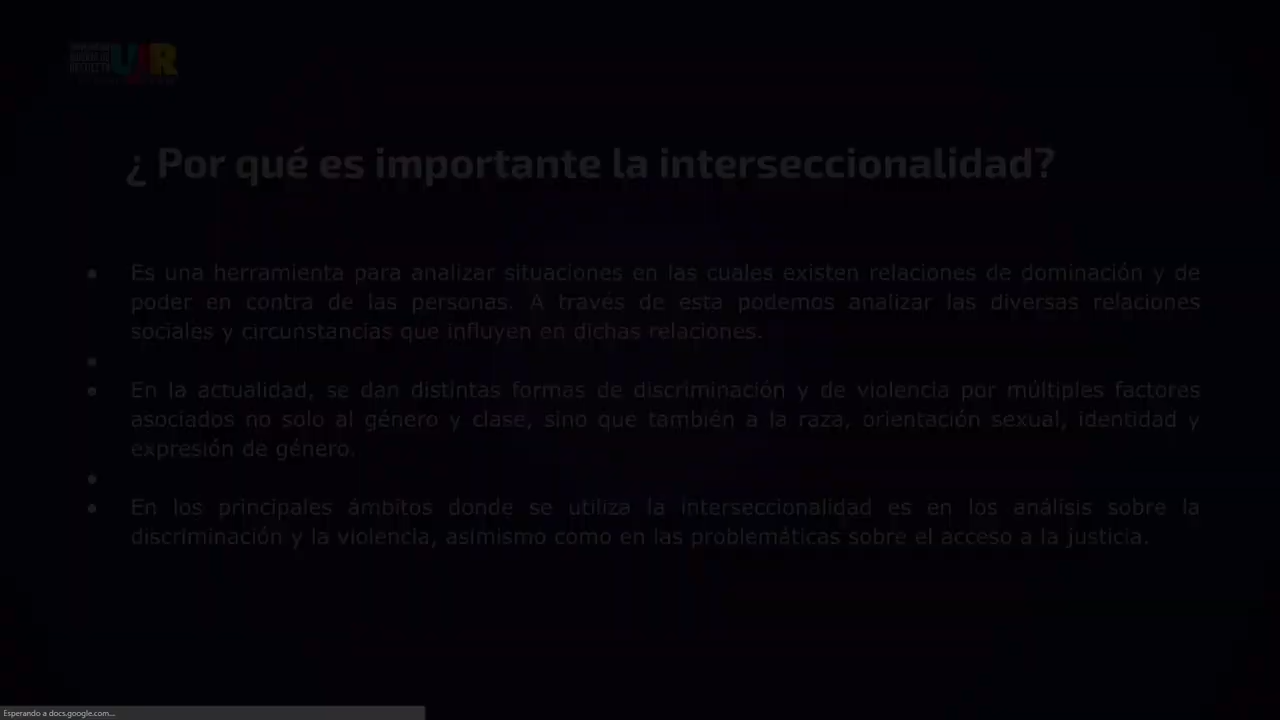 UJR
¿ Por qué es importante la interseccionalidad?
• Es una herramienta para analizar situaciones en las cuales existen relaciones de dominación y de
poder en contra de las personas. A través de esta podemos analizar las diversas relaciones
sociales y circunstancias que influyen en dichas relaciones.
•
• En la actualidad, se dan distintas formas de discriminación y de violencia por múltiples factores
asociados no solo al género y clase, sino que también a la raza, orientación sexual, identidad y
expresión de género.
•
• En los principales ámbitos donde se utiliza la interseccionalidad es en los análisis sobre la
discriminación y la violencia, asimismo como en las problemáticas sobre el acceso a la justicia.
Esperando a docs.google.com...